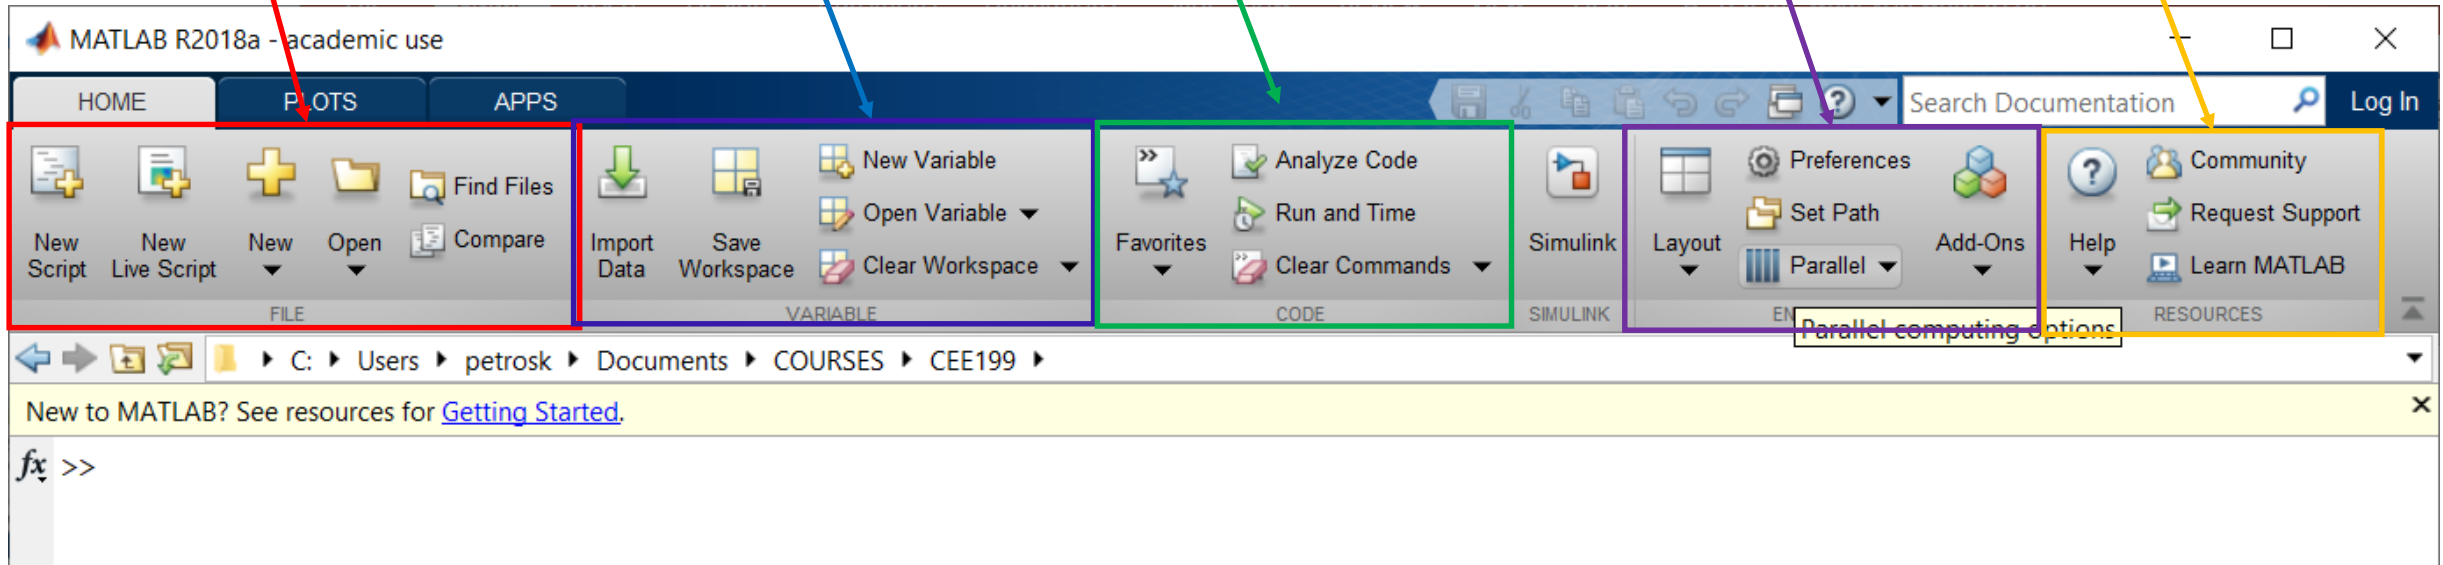 MATLAB R2018a - academic use
HOME PLOTS APPS Search Documentation Log In
New Script
New Live Script
New
Open
Find Files
Compare
FILE
Import Data
Save Workspace
New Variable
Open Variable
Clear Workspace
VARIABLE
Favorites
Analyze Code
Run and Time
Clear Commands
CODE
Simulink
SIMULINK
Layout
Preferences
Set Path
Parallel
Add-Ons
Parallel computing options
Help
Community
Request Support
Learn MATLAB
RESOURCES
C: Users petrosk Documents COURSES CEE199
New to MATLAB? See resources for Getting Started.
fx >>